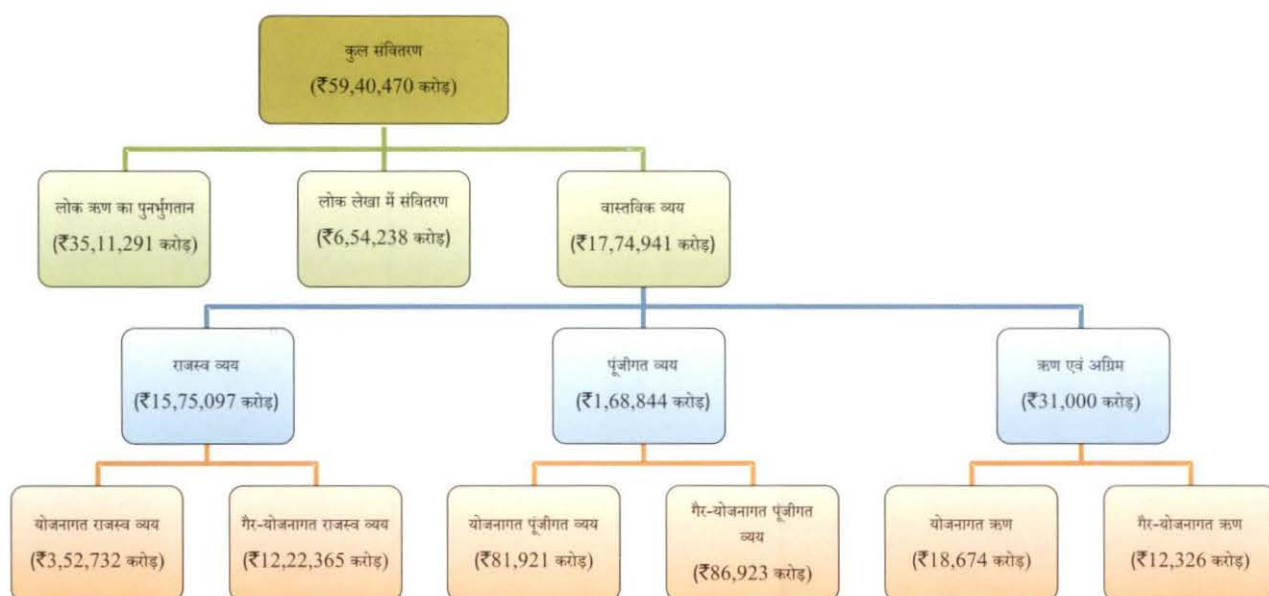 कुल संवितरण
(₹59,40,470 करोड़)
लोक ऋण का पुनर्भुगतान
(₹35,11,291 करोड़)
लोक लेखा में संवितरण
(₹6,54,238 करोड़)
वास्तविक व्यय
(₹17,74,941 करोड़)
राजस्व व्यय
(₹15,75,097 करोड़)
पूंजीगत व्यय
(₹1,68,844 करोड़)
ऋण एवं अग्रिम
(₹31,000 करोड़)
योजनागत राजस्व व्यय
(₹3,52,732 करोड़)
गैर-योजनागत राजस्व व्यय
(₹12,22,365 करोड़)
योजनागत पूंजीगत व्यय
(₹81,921 करोड़)
गैर-योजनागत पूंजीगत
व्यय
(₹86,923 करोड़)
योजनागत ऋण
(₹18,674 करोड़)
गैर-योजनागत ऋण
(₹12,326 करोड़)